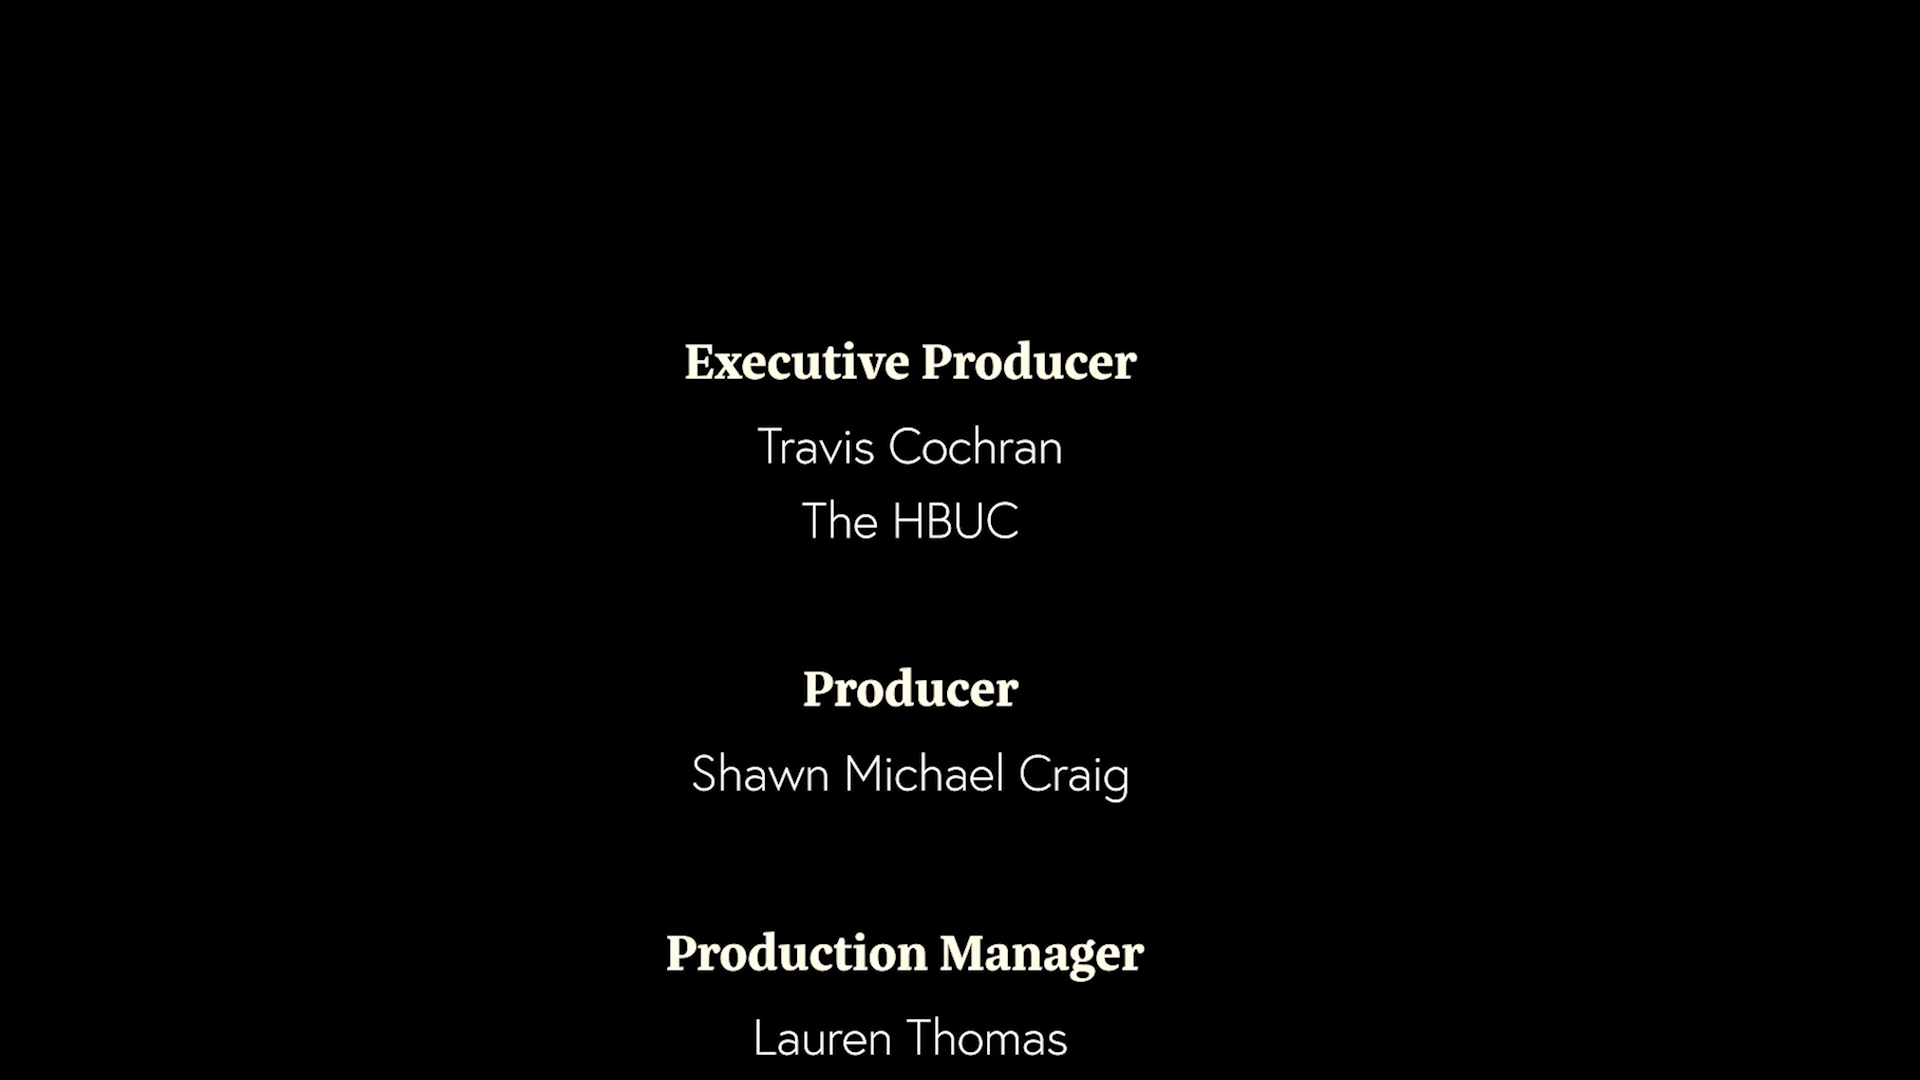 Executive Producer
Travis Cochran
The HBUC
Producer
Shawn Michael Craig
Production Manager
Lauren Thomas